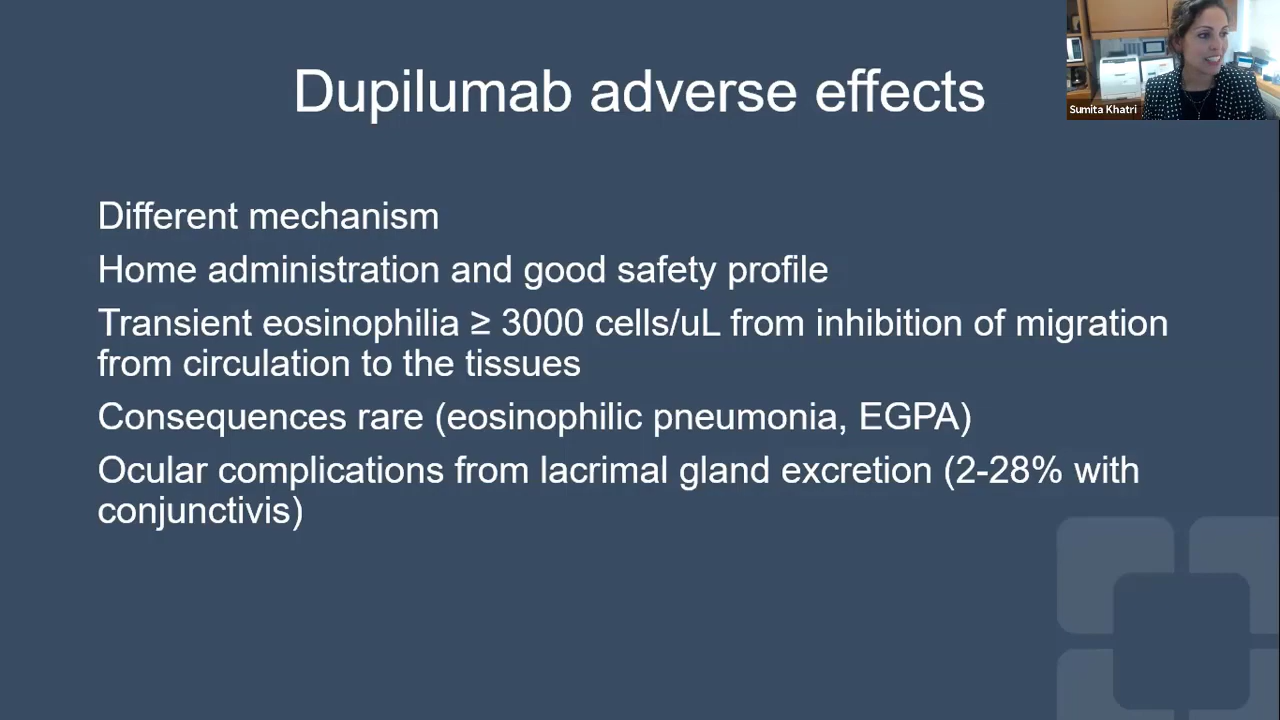 Dupilumab adverse effects
Sumita Khatri
Different mechanism
Home administration and good safety profile
Transient eosinophilia ≥ 3000 cells/uL from inhibition of migration
from circulation to the tissues
Consequences rare (eosinophilic pneumonia, EGPA)
Ocular complications from lacrimal gland excretion (2-28% with
conjunctivis)